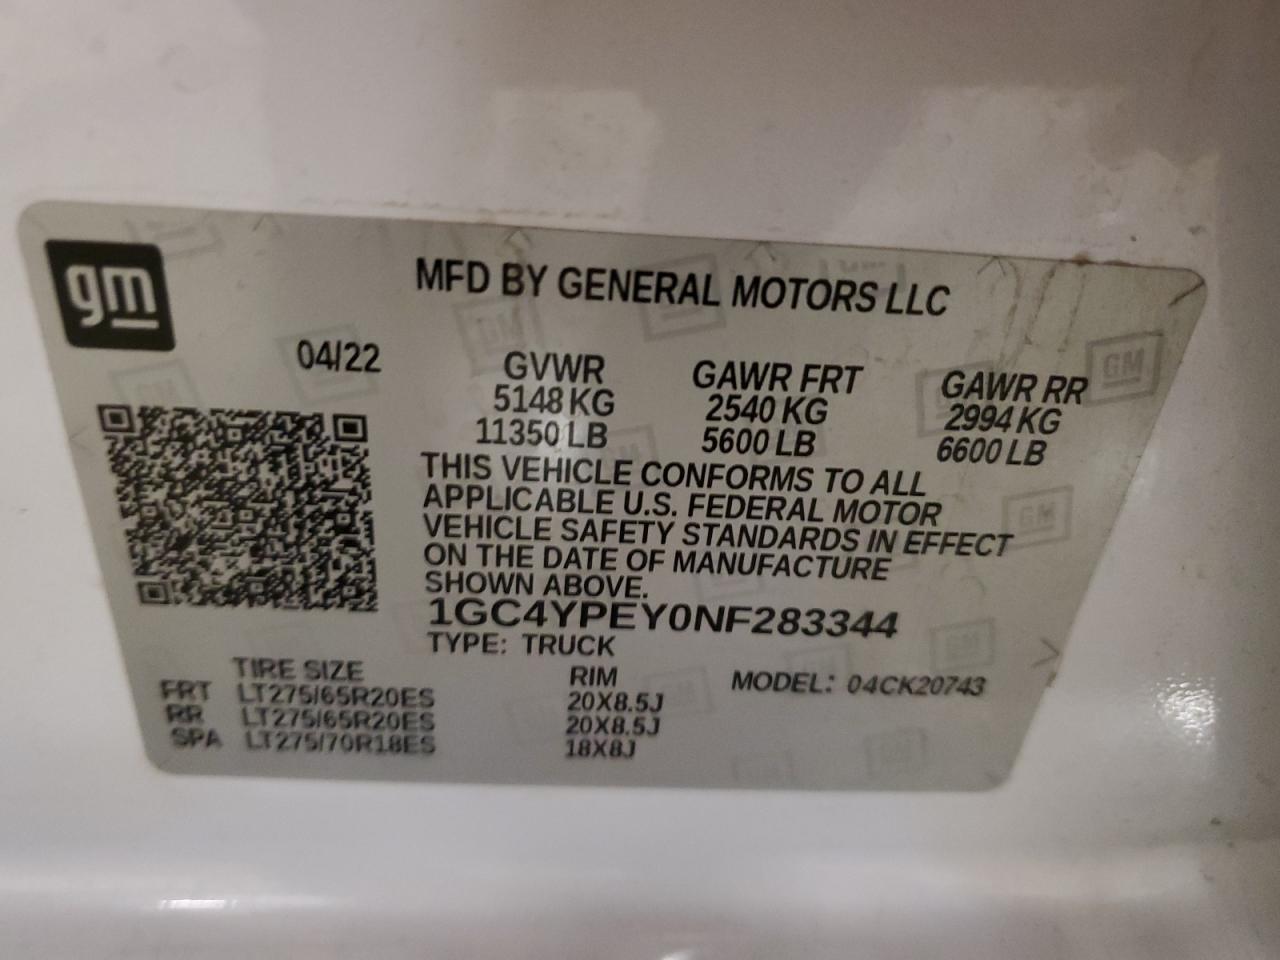 gm
MFD BY GENERAL MOTORS LLC
04/22 GVWR GAWR FRT GAWR RR
5148 KG 2540 KG 2994 KG
11350 LB 5600 LB 6600 LB
THIS VEHICLE CONFORMS TO ALL
APPLICABLE U.S. FEDERAL MOTOR
VEHICLE SAFETY STANDARDS IN EFFECT
ON THE DATE OF MANUFACTURE
SHOWN ABOVE.
1GC4YPEY0NF283344
TYPE: TRUCK
TIRE SIZE RIM MODEL: 04CK20743
FRT LT275/65R20ES 20X8.5J
RR LT275/65R20ES 20X8.5J
SPA LT275/70R18ES 18X8J